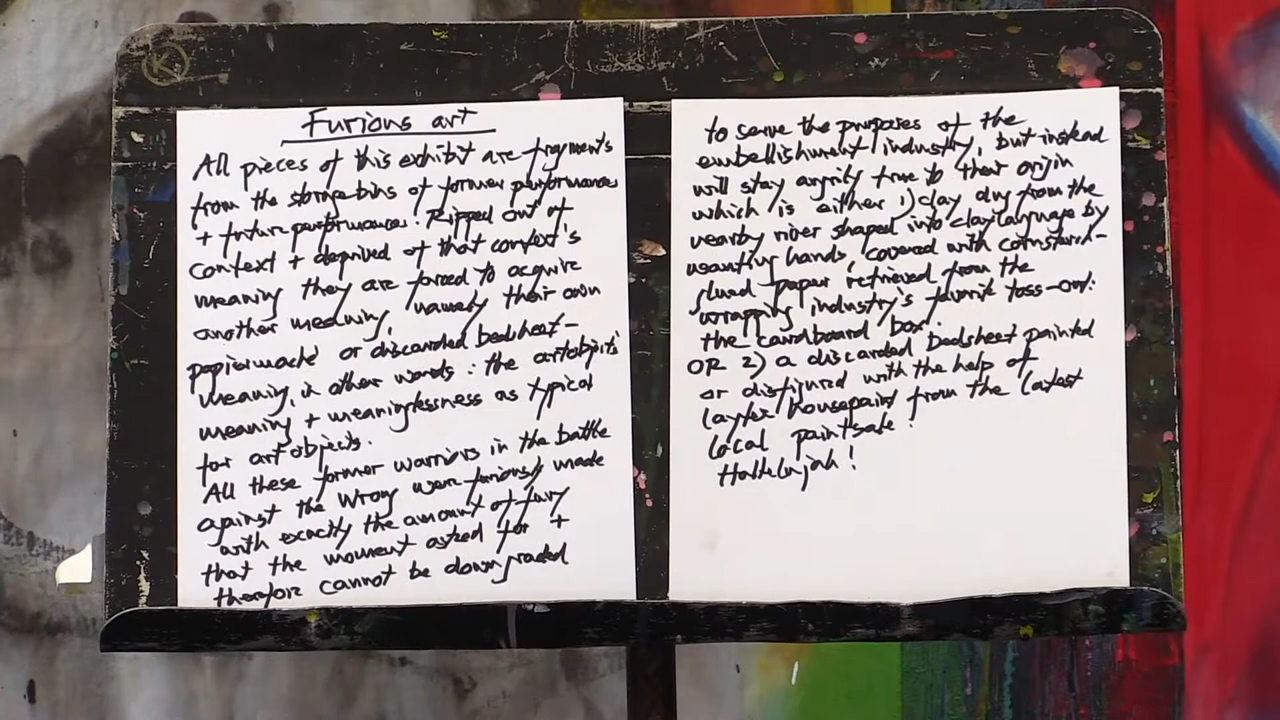 Furious art
All pieces of this exhibit are fragments
from the storage bins of former performances
+ future performances! Ripped out of
context + deprived of that context's
meaning they are forced to acquire
another meaning, namely their own
papiermaché or discarded bedsheet-
meaning, in other words: the artobjects'
meaning + meaninglessness as typical
for art objects.
All these former warriors in the battle
against the Wrong were furiously made
with exactly the amount of fury
that the moment asked for +
therefore cannot be downgraded
to serve the purposes of the
embellishment industry, but instead
will stay angrily true to their origin
which is either 1) clay dug from the
nearby river shaped into claylanguage by
wanting hands, covered with cornstarch-
glued paper retrieved from the
wrapping industry's favorite toss-out:
the cardboard box.
OR 2) a discarded bedsheet painted
or disfigured with the help of
laytex housepaint from the latest
local paintsale!
Hallelujah!
K